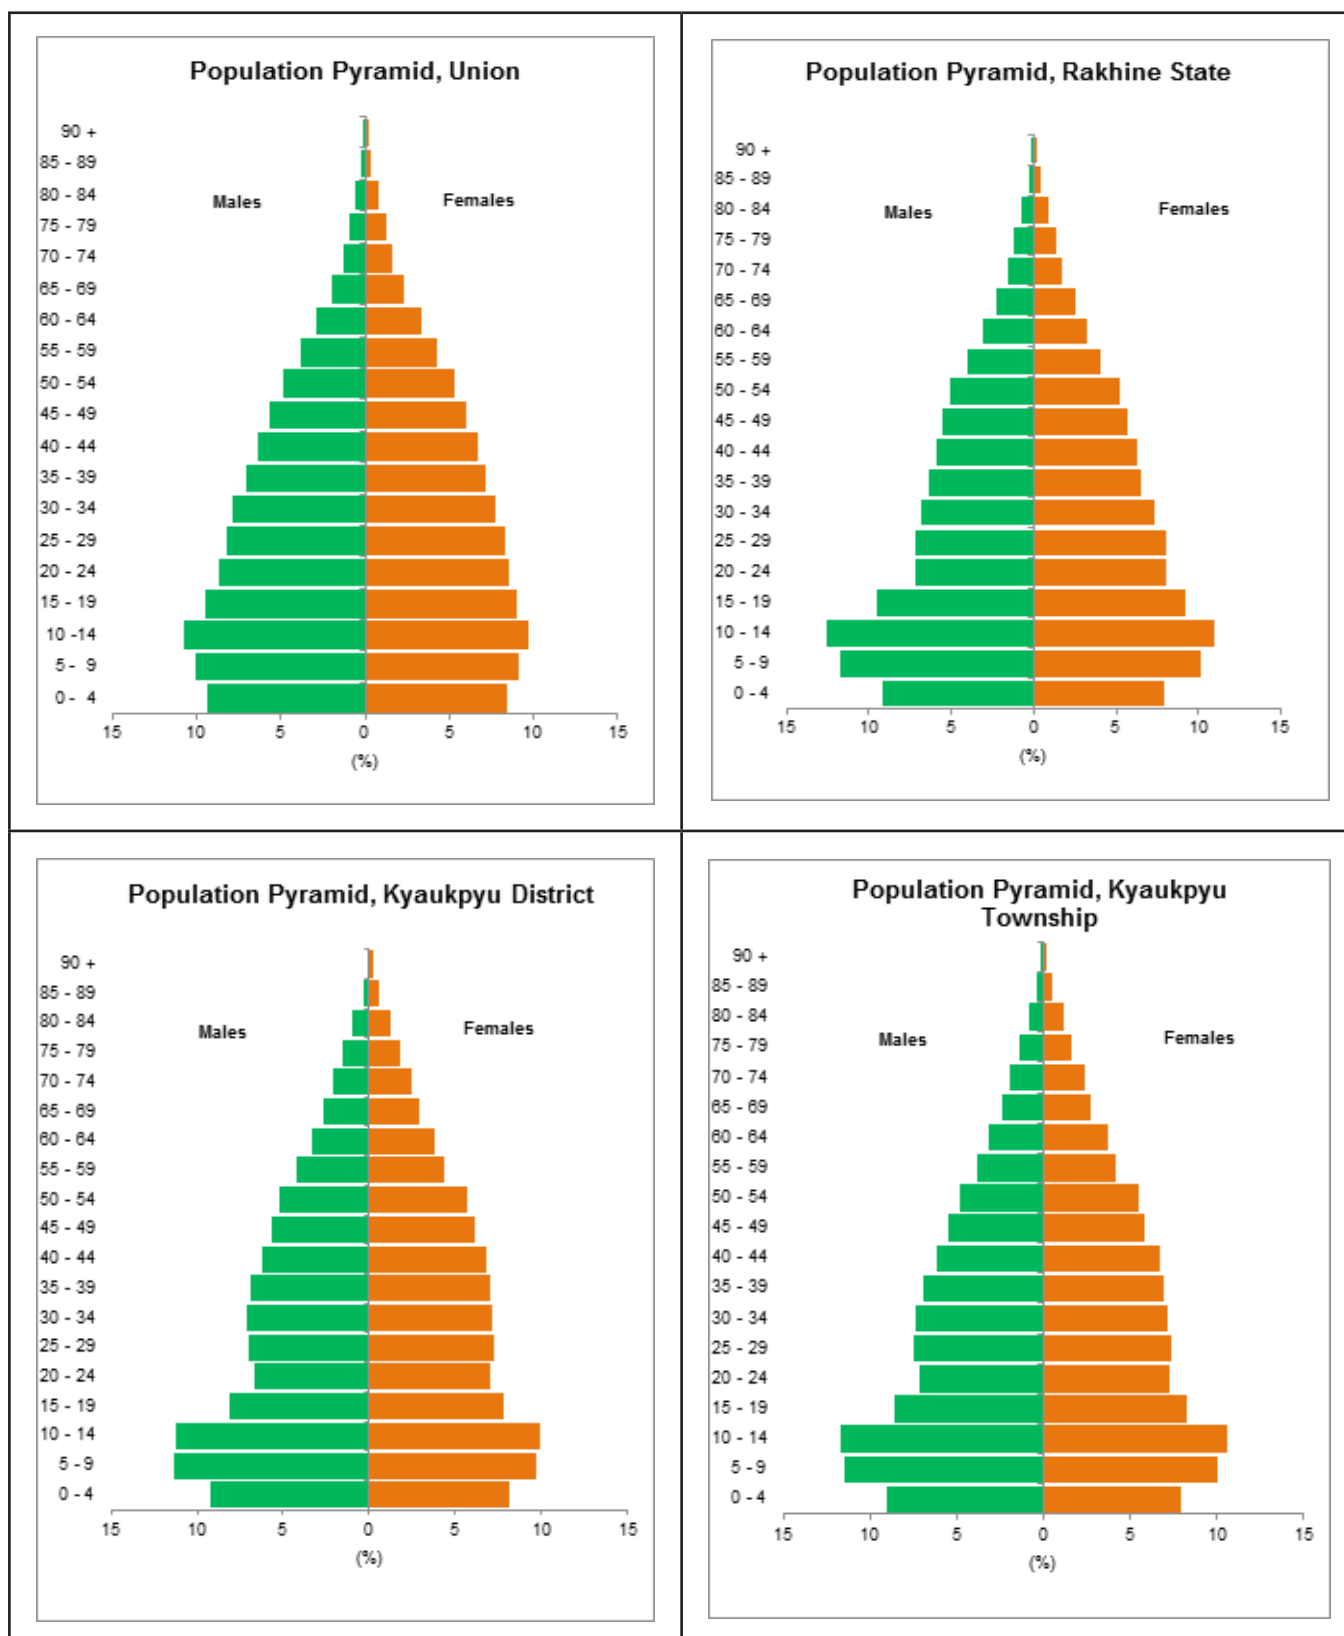 Population Pyramid, Union
90 +
85 - 89
80 - 84
75 - 79
70 - 74
65 - 69
60 - 64
55 - 59
50 - 54
45 - 49
40 - 44
35 - 39
30 - 34
25 - 29
20 - 24
15 - 19
10 -14
5 - 9
0 - 4
Males
Females
15 10 5 0 5 10 15
(%)
Population Pyramid, Rakhine State
90 +
85 - 89
80 - 84
75 - 79
70 - 74
65 - 69
60 - 64
55 - 59
50 - 54
45 - 49
40 - 44
35 - 39
30 - 34
25 - 29
20 - 24
15 - 19
10 - 14
5 - 9
0 - 4
Males
Females
15 10 5 0 5 10 15
(%)
Population Pyramid, Kyaukpyu District
90 +
85 - 89
80 - 84
75 - 79
70 - 74
65 - 69
60 - 64
55 - 59
50 - 54
45 - 49
40 - 44
35 - 39
30 - 34
25 - 29
20 - 24
15 - 19
10 - 14
5 - 9
0 - 4
Males
Females
15 10 5 0 5 10 15
(%)
Population Pyramid, Kyaukpyu
Township
90 +
85 - 89
80 - 84
75 - 79
70 - 74
65 - 69
60 - 64
55 - 59
50 - 54
45 - 49
40 - 44
35 - 39
30 - 34
25 - 29
20 - 24
15 - 19
10 - 14
5 - 9
0 - 4
Males
Females
15 10 5 0 5 10 15
(%)